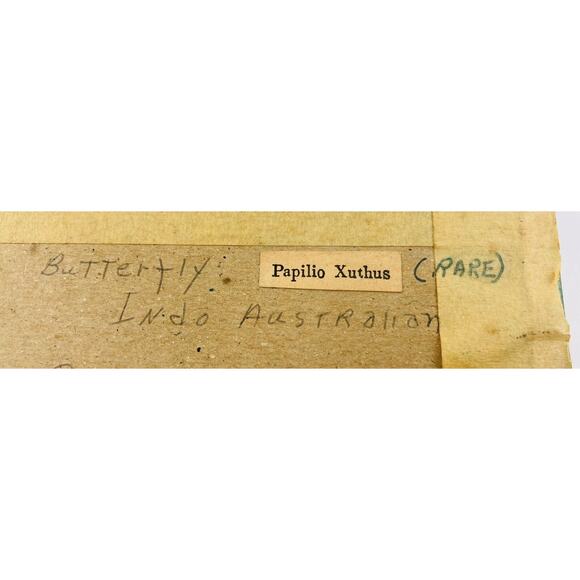 Butterfly: Papilio Xuthus (RARE)
Indo Australian